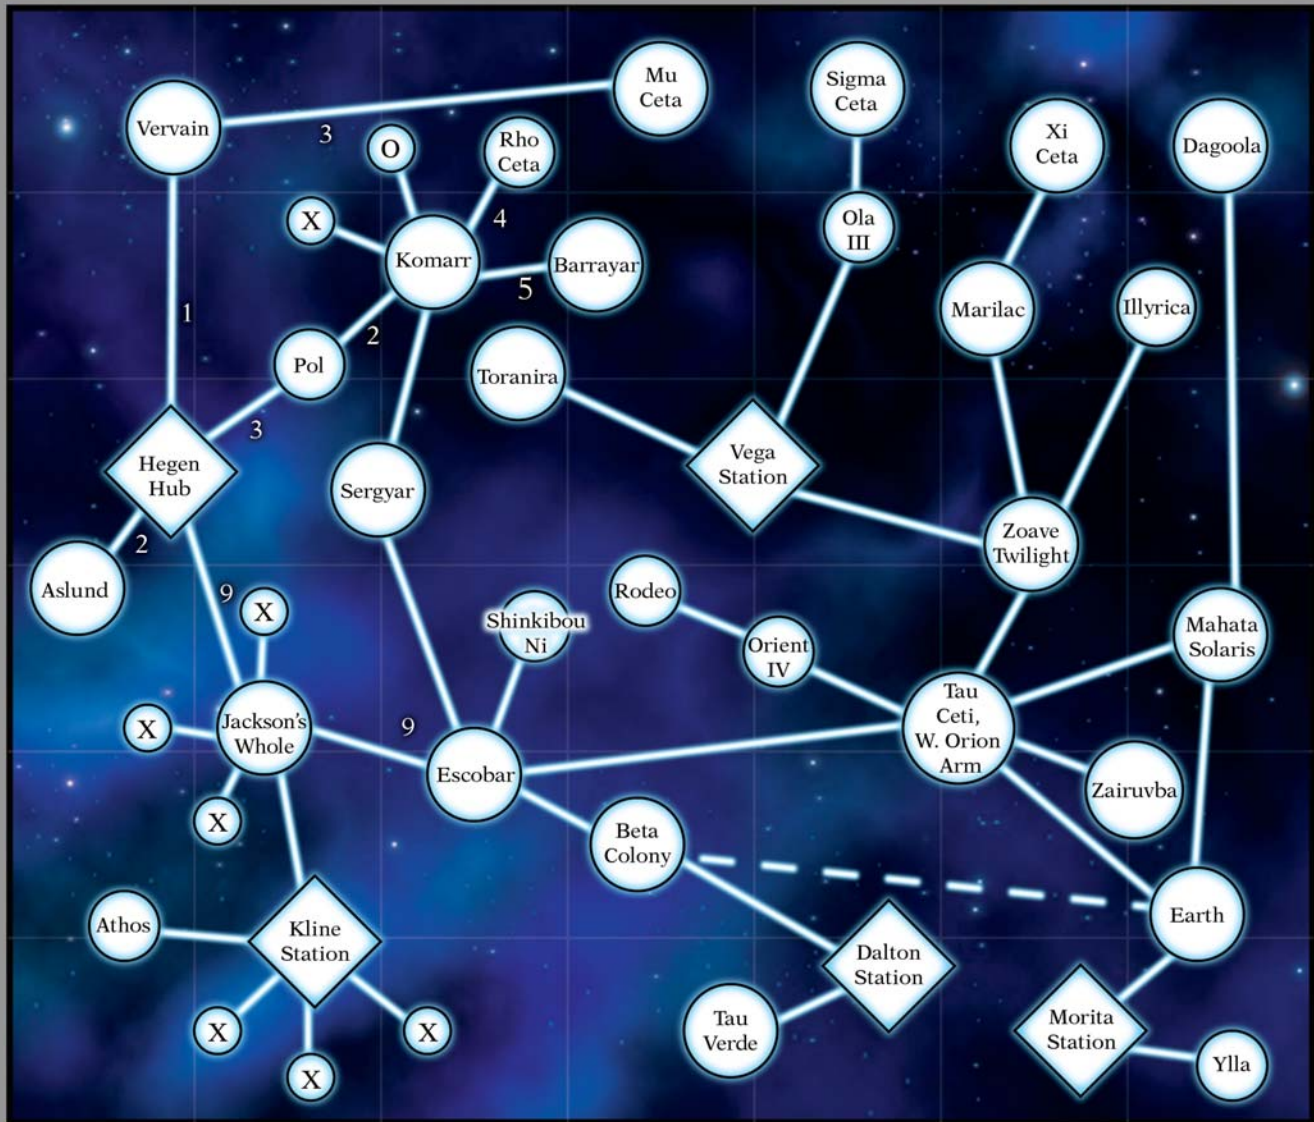 Mu
Ceta
Sigma
Ceta
Vervain
3
O
Rho
Ceta
Xi
Ceta
Dagoola
X
4
Ola
III
Komarr
Barrayar
5
1
2
Marilac
Illyrica
Pol
Toranira
3
Hegen
Hub
Sergyar
Vega
Station
2
Zoave
Twilight
Aslund
9
X
Shinkibou
Ni
Rodeo
Orient
IV
Mahata
Solaris
X
Jackson's
Whole
9
Tau
Ceti,
W. Orion
Arm
Escobar
Zairuvba
X
Beta
Colony
Athos
Kline
Station
Earth
Dalton
Station
X
X
X
Tau
Verde
Morita
Station
Ylla